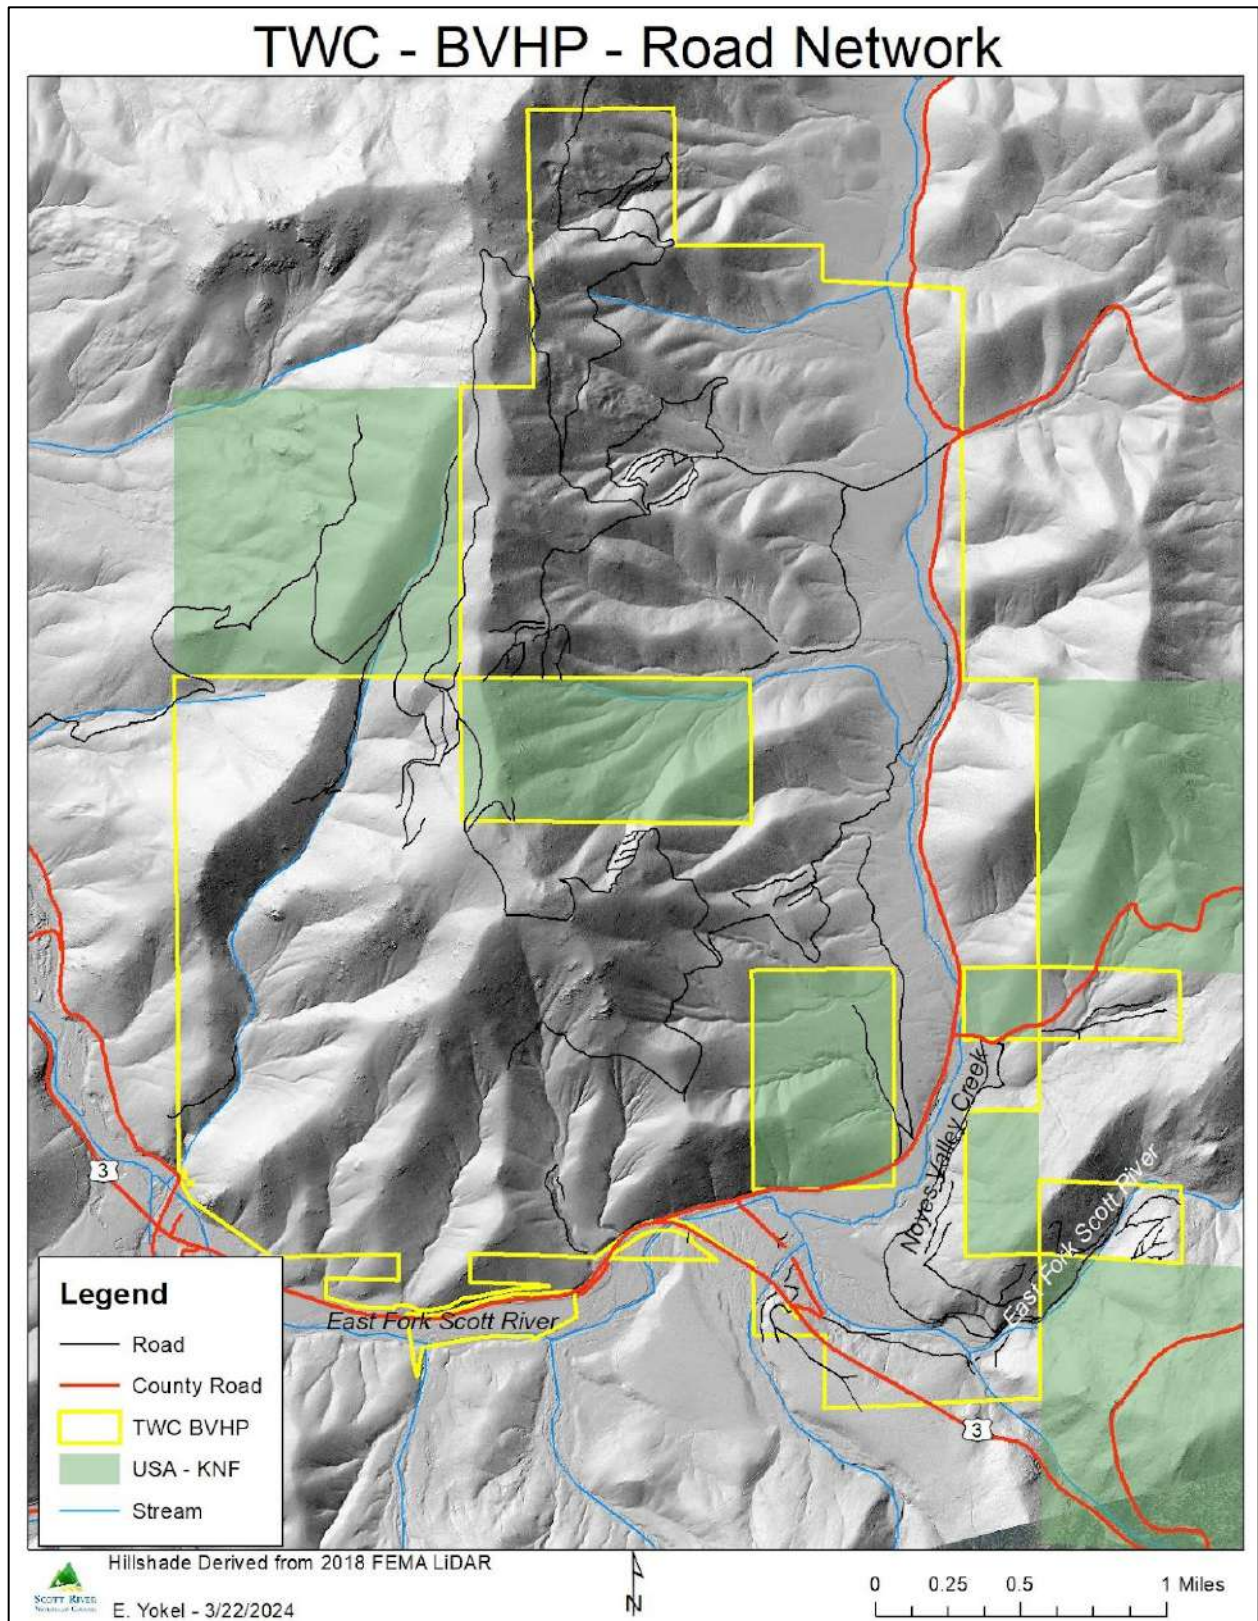 TWC - BVHP - Road Network
Noyes Valley Creek
East Fork Scott River
3
East Fork Scott River
3
Legend
Road
County Road
TWC BVHP
USA - KNF
Stream
Hillshade Derived from 2018 FEMA LiDAR
SCOTT RIVER
E. Yokel - 3/22/2024
N
0 0.25 0.5 1 Miles